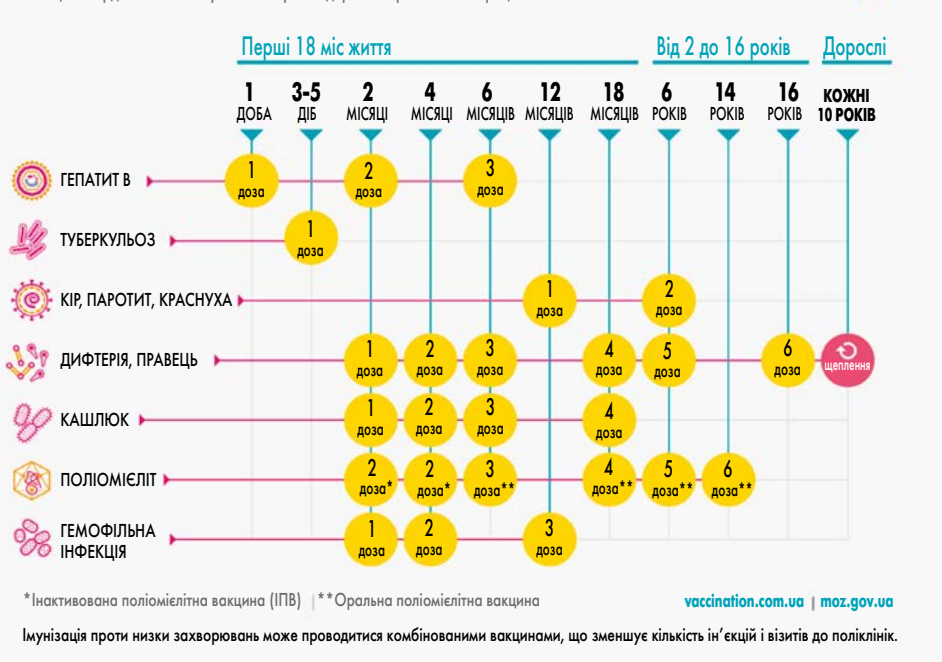 Перші 18 міс життя
Від 2 до 16 років
Дорослі
1 ДОБА
3-5 ДІБ
2 МІСЯЦІ
4 МІСЯЦІ
6 МІСЯЦІВ
12 МІСЯЦІВ
18 МІСЯЦІВ
6 РОКІВ
14 РОКІВ
16 РОКІВ
КОЖНІ 10 РОКІВ
ГЕПАТИТ В
1 доза
2 доза
3 доза
ТУБЕРКУЛЬОЗ
1 доза
КІР, ПАРОТИТ, КРАСНУХА
1 доза
2 доза
ДИФТЕРІЯ, ПРАВЕЦЬ
1 доза
2 доза
3 доза
4 доза
5 доза
6 доза
щеплення
КАШЛЮК
1 доза
2 доза
3 доза
4 доза
ПОЛІОМІЄЛІТ
2 доза*
2 доза*
3 доза**
4 доза**
5 доза**
6 доза**
ГЕМОФІЛЬНА
ІНФЕКЦІЯ
1 доза
2 доза
3 доза
*Інактивована поліомієлітна вакцина (ІПВ) | **Оральна поліомієлітна вакцина
vaccination.com.ua | moz.gov.ua
Імунізація проти низки захворювань може проводитися комбінованими вакцинами, що зменшує кількість ін’єкцій і візитів до поліклінік.